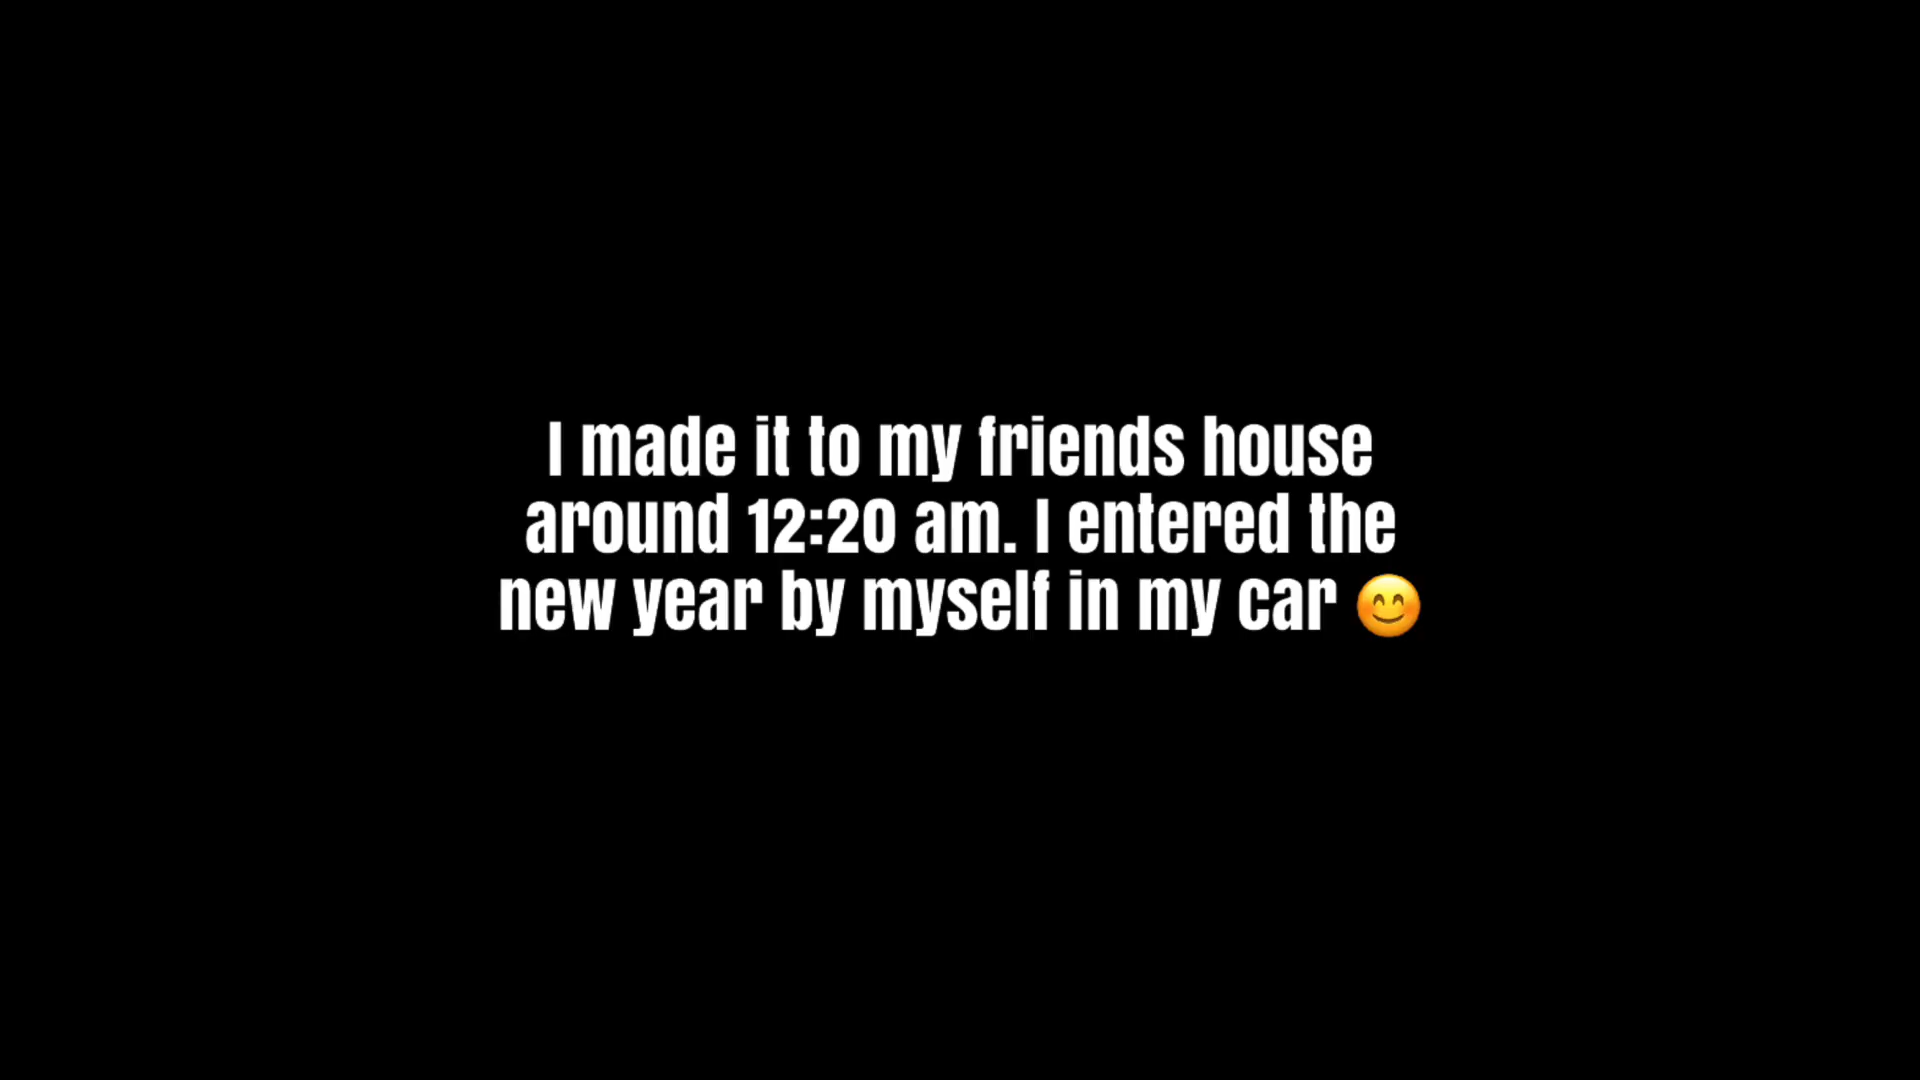 I made it to my friends house
around 12:20 am. I entered the
new year by myself in my car 😊